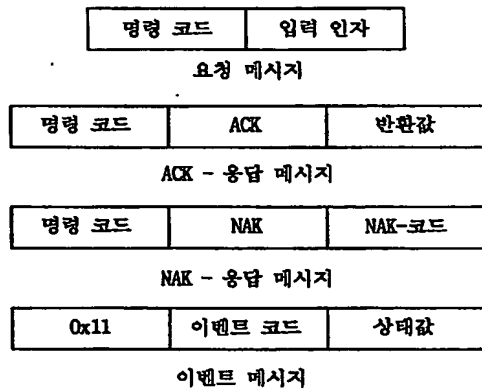 명령 코드 입력 인자
요청 메시지
명령 코드 ACK 반환값
ACK - 응답 메시지
명령 코드 NAK NAK-코드
NAK - 응답 메시지
0x11 이벤트 코드 상태값
이벤트 메시지